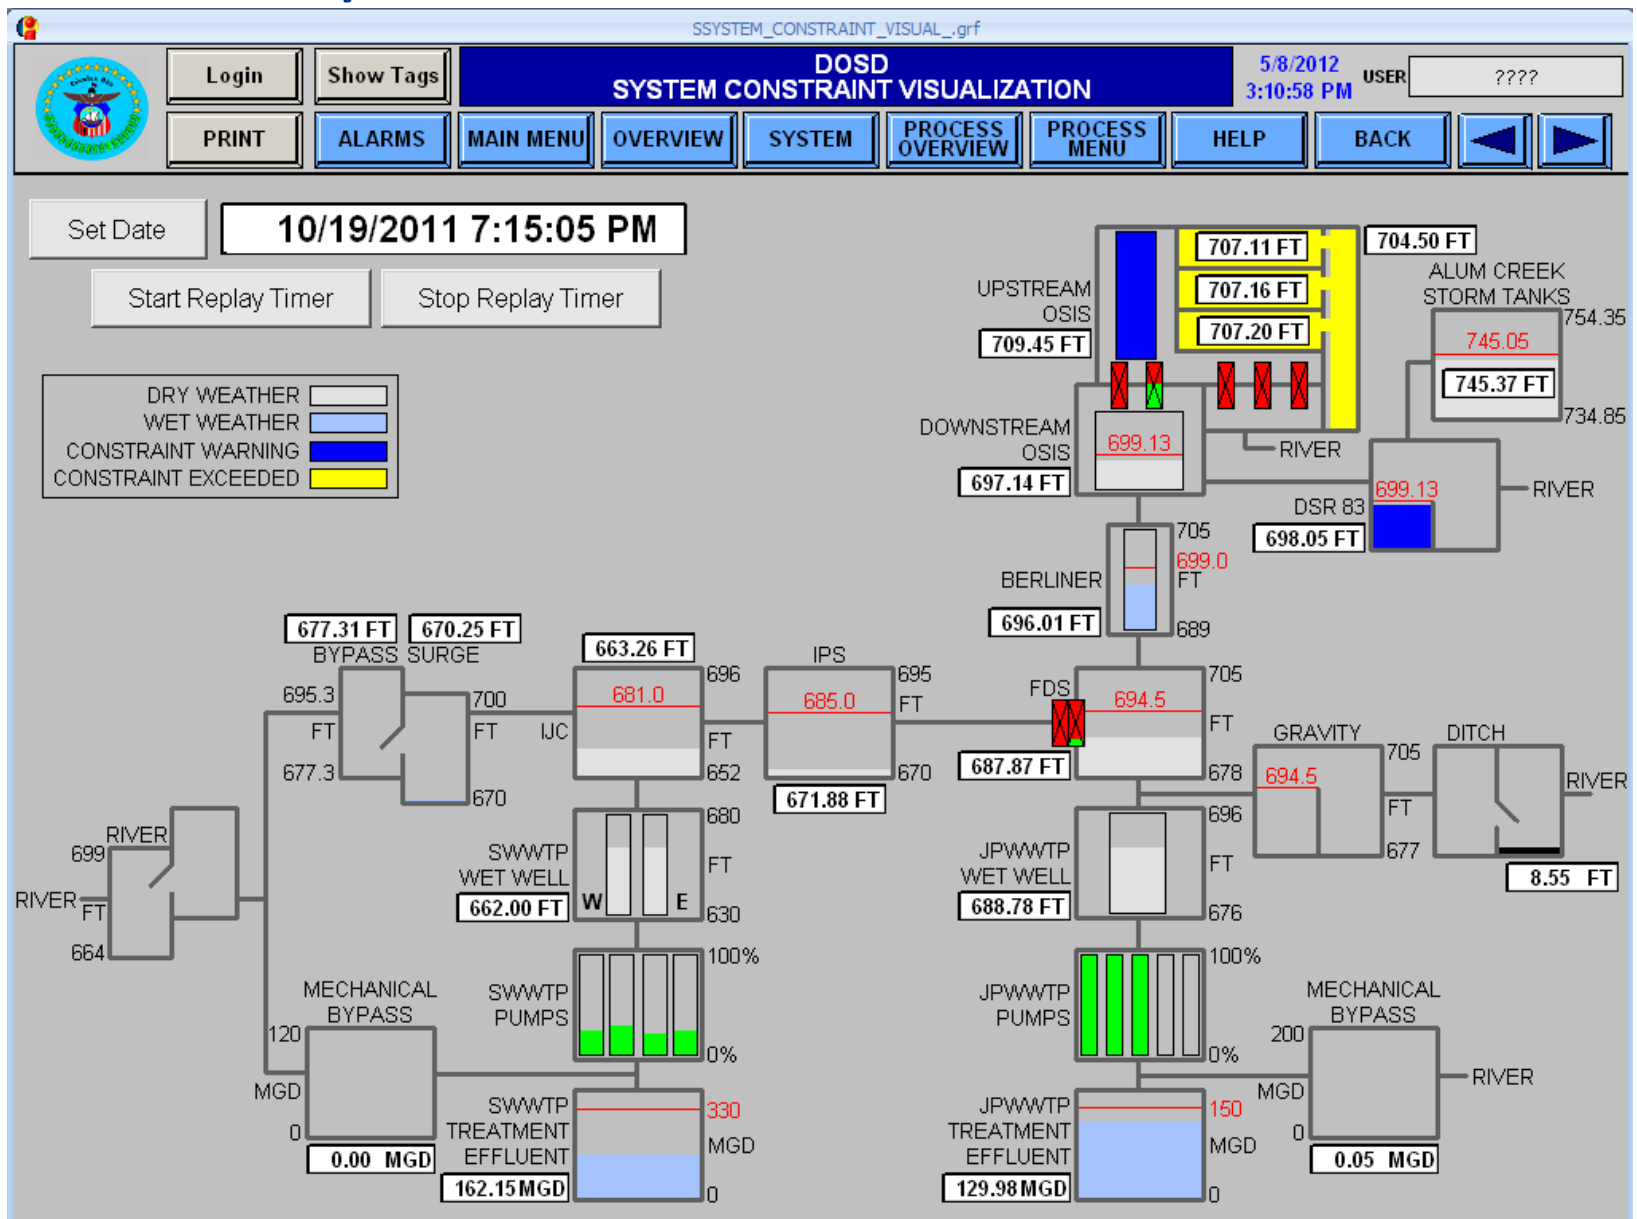 SSYSTEM_CONSTRAINT_VISUAL_.grf
Login
Show Tags
DOSD
SYSTEM CONSTRAINT VISUALIZATION
5/8/2012
3:10:58 PM
USER
????
PRINT
ALARMS
MAIN MENU
OVERVIEW
SYSTEM
PROCESS
OVERVIEW
PROCESS
MENU
HELP
BACK
Set Date
10/19/2011 7:15:05 PM
Start Replay Timer
Stop Replay Timer
DRY WEATHER
WET WEATHER
CONSTRAINT WARNING
CONSTRAINT EXCEEDED
UPSTREAM
OSIS
709.45 FT
707.11 FT
707.16 FT
707.20 FT
704.50 FT
ALUM CREEK
STORM TANKS
754.35
745.05
745.37 FT
734.85
DOWNSTREAM
OSIS
697.14 FT
699.13
RIVER
DSR 83
698.05 FT
699.13
RIVER
BERLINER
696.01 FT
705
699.0
FT
689
677.31 FT
670.25 FT
BYPASS SURGE
695.3
FT
677.3
700
FT
670
663.26 FT
IJC
681.0
696
FT
652
IPS
685.0
695
FT
670
671.88 FT
FDS
687.87 FT
694.5
705
FT
678
GRAVITY
694.5
705
FT
677
DITCH
RIVER
8.55 FT
RIVER
699
RIVER
FT
664
SWWTP
WET WELL
662.00 FT
W
E
680
FT
630
JPWWTP
WET WELL
688.78 FT
696
FT
676
SWWTP
PUMPS
100%
0%
JPWWTP
PUMPS
100%
0%
MECHANICAL
BYPASS
120
MGD
0
0.00 MGD
SWWTP
TREATMENT
EFFLUENT
162.15MGD
330
MGD
0
JPWWTP
TREATMENT
EFFLUENT
129.98MGD
150
MGD
0
MECHANICAL
BYPASS
200
MGD
0
RIVER
0.05 MGD